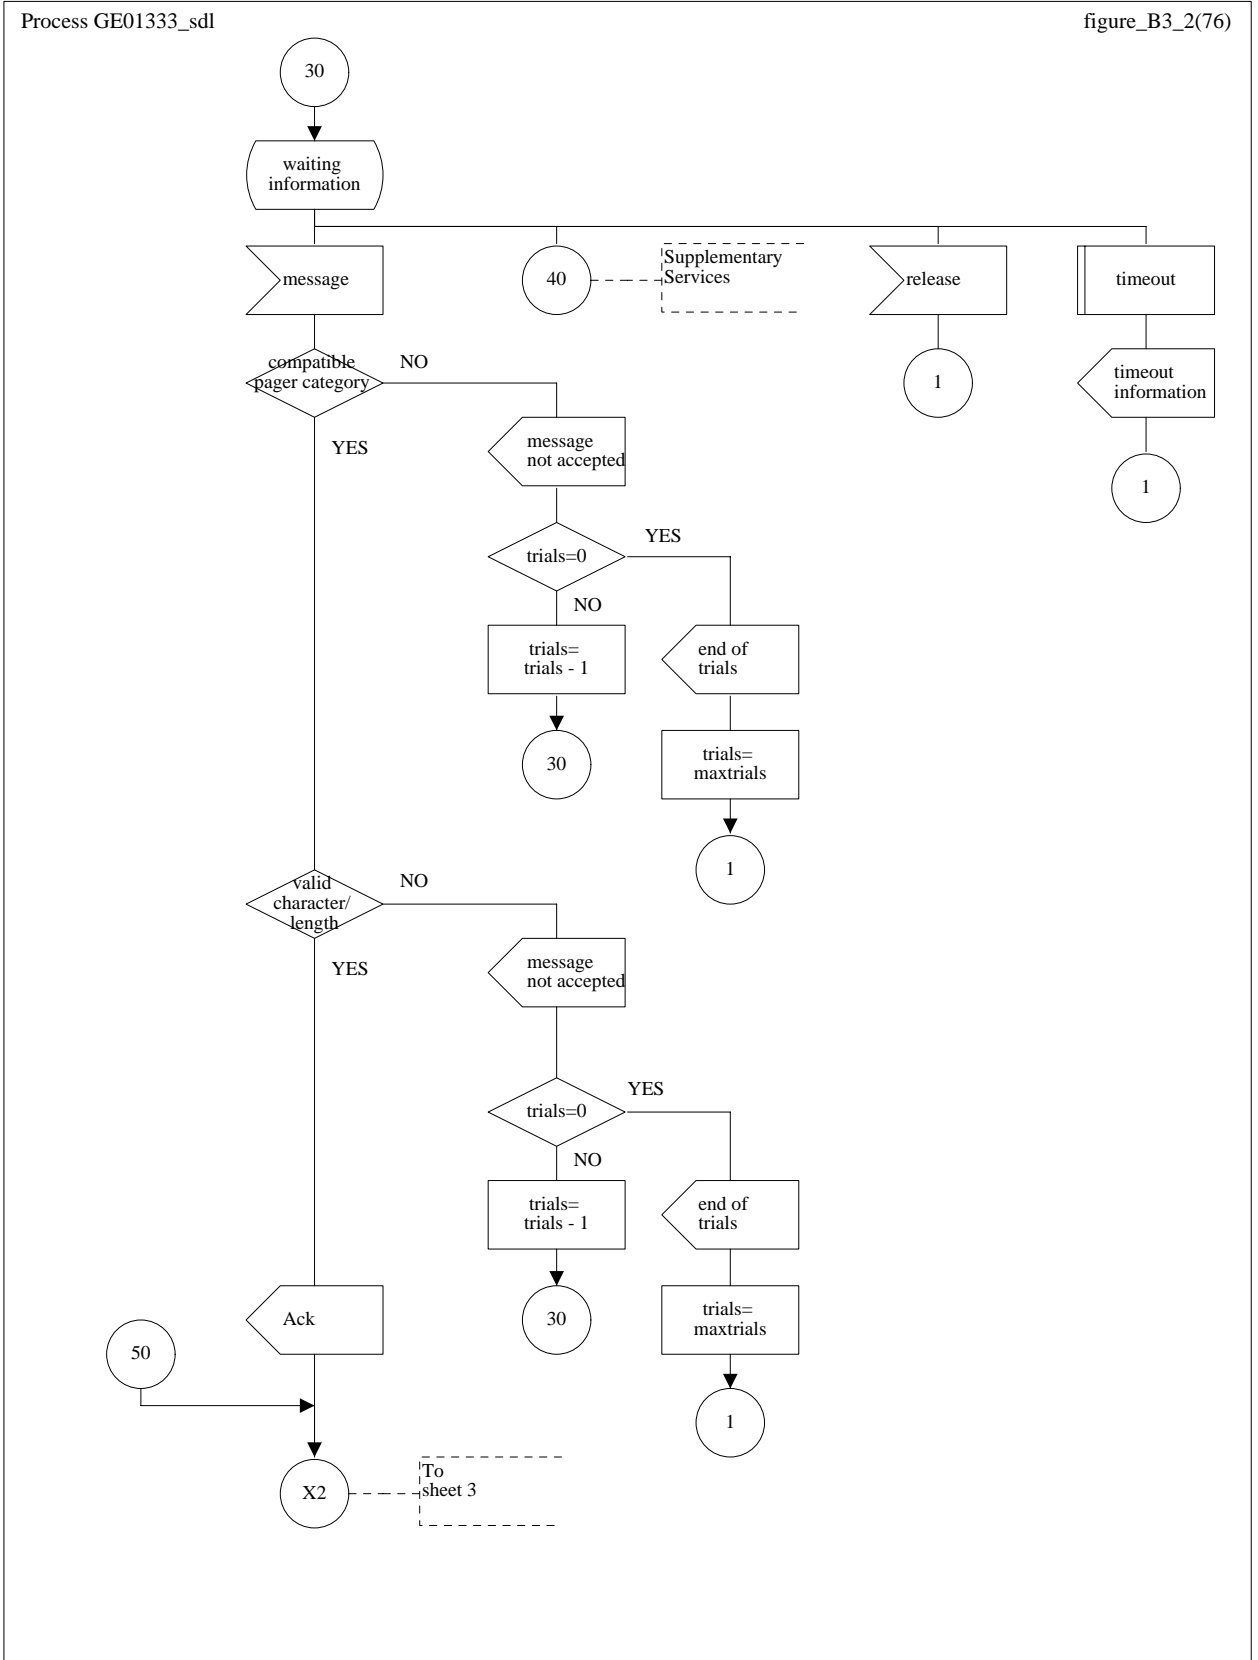 Process GE01333_sdl
figure_B3_2(76)
30
waiting
information
message
40
Supplementary
Services
release
timeout
compatible
pager category
NO
YES
1
timeout
information
message
not accepted
1
trials=0
YES
NO
trials=
trials - 1
end of
trials
30
trials=
maxtrials
1
valid
character/
length
NO
YES
message
not accepted
trials=0
YES
NO
trials=
trials - 1
end of
trials
Ack
30
trials=
maxtrials
50
1
X2
To
sheet 3